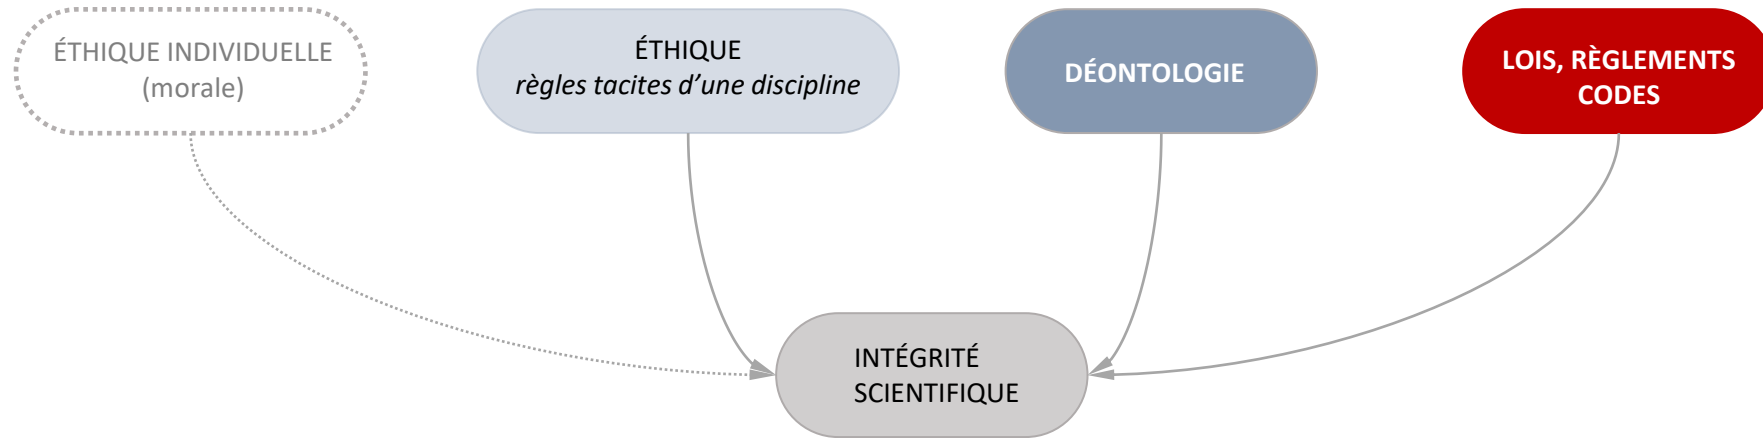 ÉTHIQUE INDIVIDUELLE
(morale)
ÉTHIQUE
règles tacites d’une discipline
DÉONTOLOGIE
LOIS, RÈGLEMENTS
CODES
INTÉGRITÉ
SCIENTIFIQUE